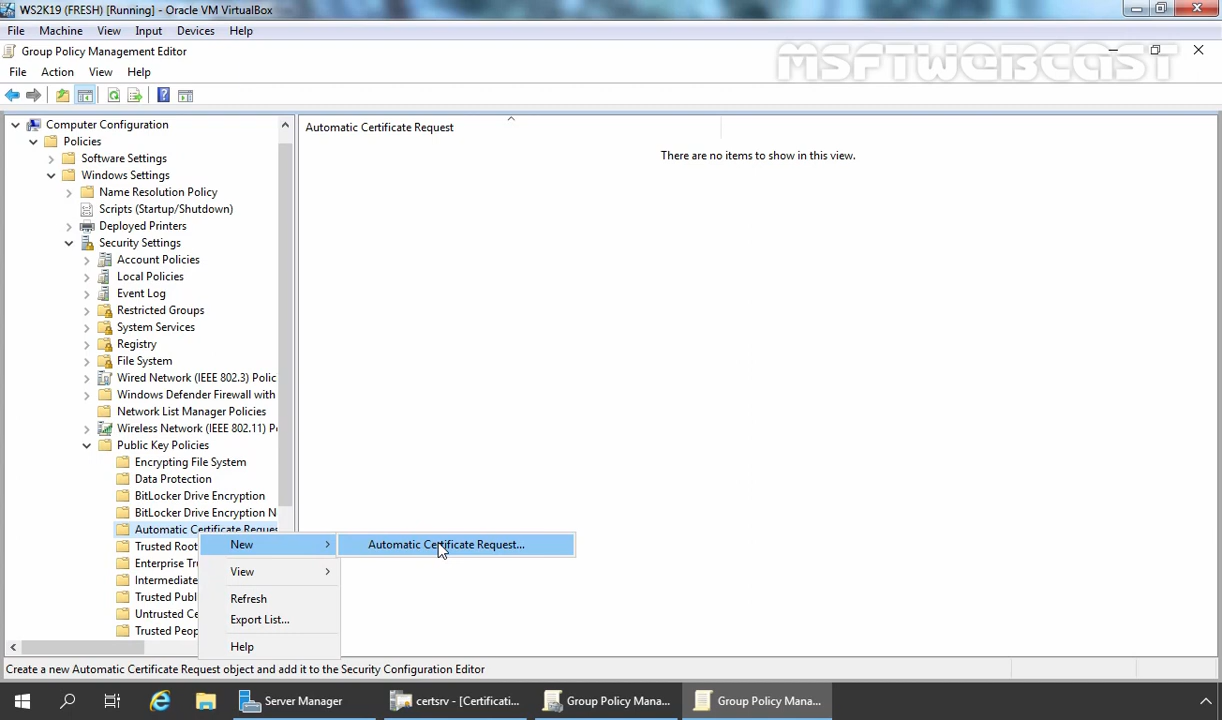 WS2K19 (FRESH) [Running] - Oracle VM VirtualBox
File Machine View Input Devices Help
Group Policy Management Editor
MSFTWEBCAST
File Action View Help
Computer Configuration
Policies
Software Settings
Windows Settings
Name Resolution Policy
Scripts (Startup/Shutdown)
Deployed Printers
Security Settings
Account Policies
Local Policies
Event Log
Restricted Groups
System Services
Registry
File System
Wired Network (IEEE 802.3) Polic
Windows Defender Firewall with
Network List Manager Policies
Wireless Network (IEEE 802.11) P
Public Key Policies
Encrypting File System
Data Protection
BitLocker Drive Encryption
BitLocker Drive Encryption N
Automatic Certificate Reques
Trusted Root
Enterprise Tru
Intermediate
Trusted Publ
Untrusted Ce
Trusted Peop
Automatic Certificate Request
There are no items to show in this view.
New
View
Refresh
Export List...
Help
Automatic Certificate Request...
Create a new Automatic Certificate Request object and add it to the Security Configuration Editor
Server Manager
certsrv - [Certificati...
Group Policy Mana...
Group Policy Mana...